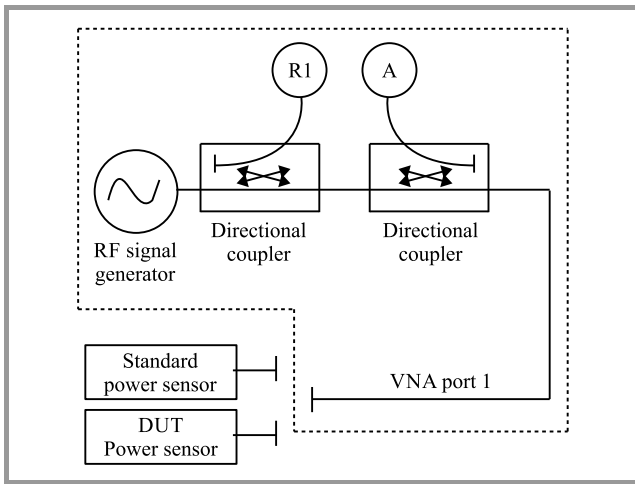 R1
A
RF signal
generator
Directional
coupler
Directional
coupler
Standard
power sensor
VNA port 1
DUT
Power sensor